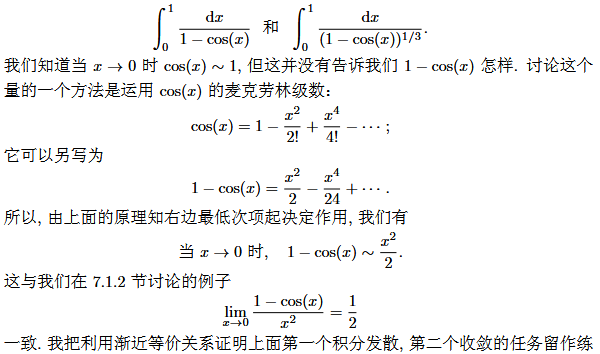 $$\int_0^1 \frac{\mathrm{d}x}{1-\cos(x)} \quad \text{和} \quad \int_0^1 \frac{\mathrm{d}x}{(1-\cos(x))^{1/3}}.$$
我们知道当 $x \to 0$ 时 $\cos(x) \sim 1$, 但这并没有告诉我们 $1-\cos(x)$ 怎样. 讨论这个
量的一个方法是运用 $\cos(x)$ 的麦克劳林级数：
$$\cos(x) = 1 - \frac{x^2}{2!} + \frac{x^4}{4!} - \cdots;$$
它可以另写为
$$1-\cos(x) = \frac{x^2}{2} - \frac{x^4}{24} + \cdots.$$
所以, 由上面的原理知右边最低次项起决定作用, 我们有
$$\text{当 } x \to 0 \text{ 时,} \quad 1-\cos(x) \sim \frac{x^2}{2}.$$
这与我们在 7.1.2 节讨论的例子
$$\lim_{x \to 0} \frac{1-\cos(x)}{x^2} = \frac{1}{2}$$
一致. 我把利用渐近等价关系证明上面第一个积分发散, 第二个收敛的任务留作练